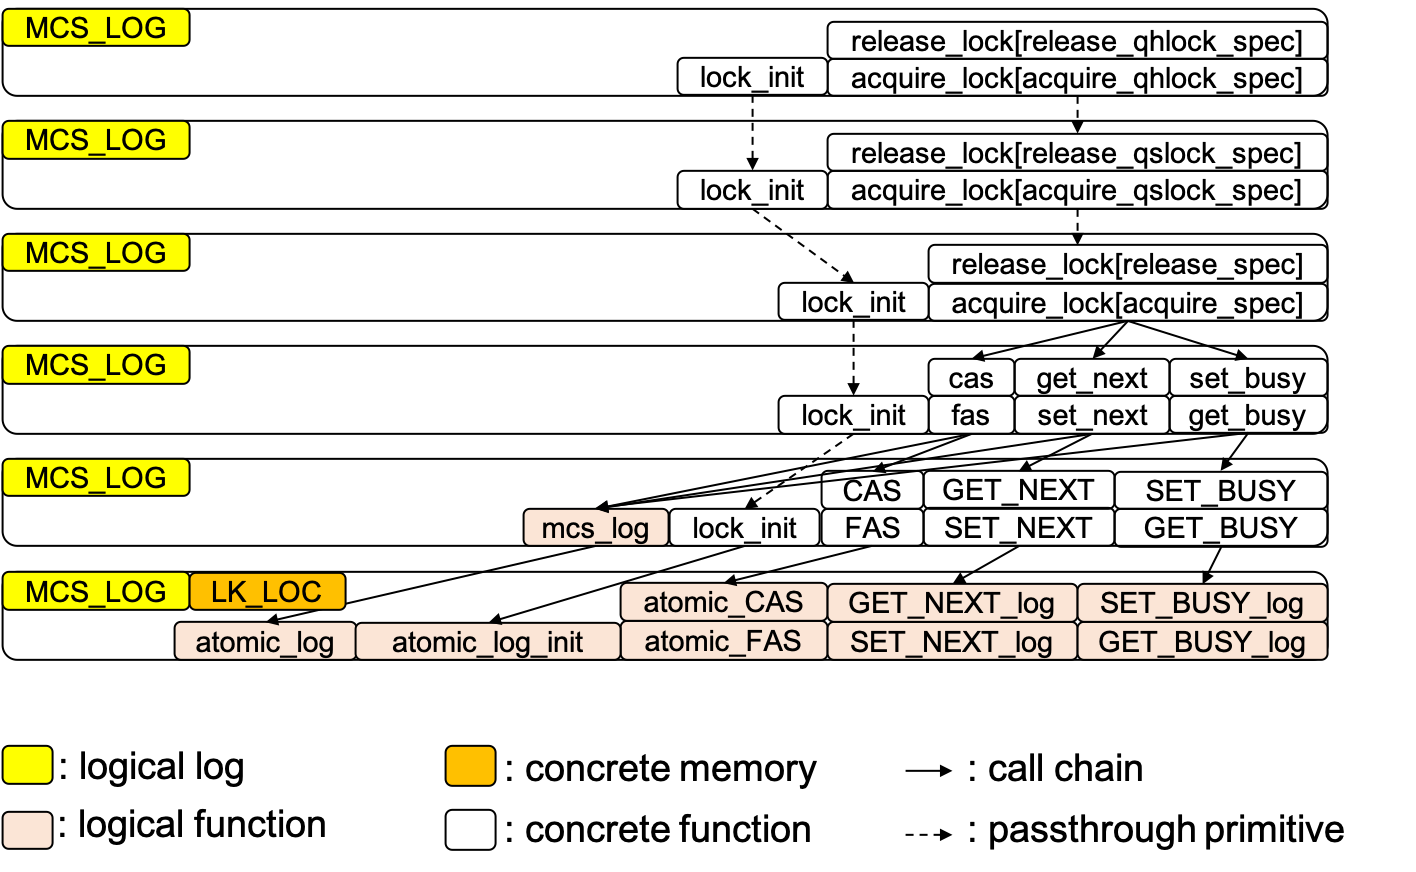 MCS_LOG
release_lock[release_qhlock_spec]
lock_init acquire_lock[acquire_qhlock_spec]
MCS_LOG
release_lock[release_qslock_spec]
lock_init acquire_lock[acquire_qslock_spec]
MCS_LOG
release_lock[release_spec]
lock_init acquire_lock[acquire_spec]
MCS_LOG
cas get_next set_busy
lock_init fas set_next get_busy
MCS_LOG
CAS GET_NEXT SET_BUSY
mcs_log lock_init FAS SET_NEXT GET_BUSY
MCS_LOG LK_LOC
atomic_CAS GET_NEXT_log SET_BUSY_log
atomic_log atomic_log_init atomic_FAS SET_NEXT_log GET_BUSY_log
: logical log : concrete memory : call chain
: logical function : concrete function : passthrough primitive